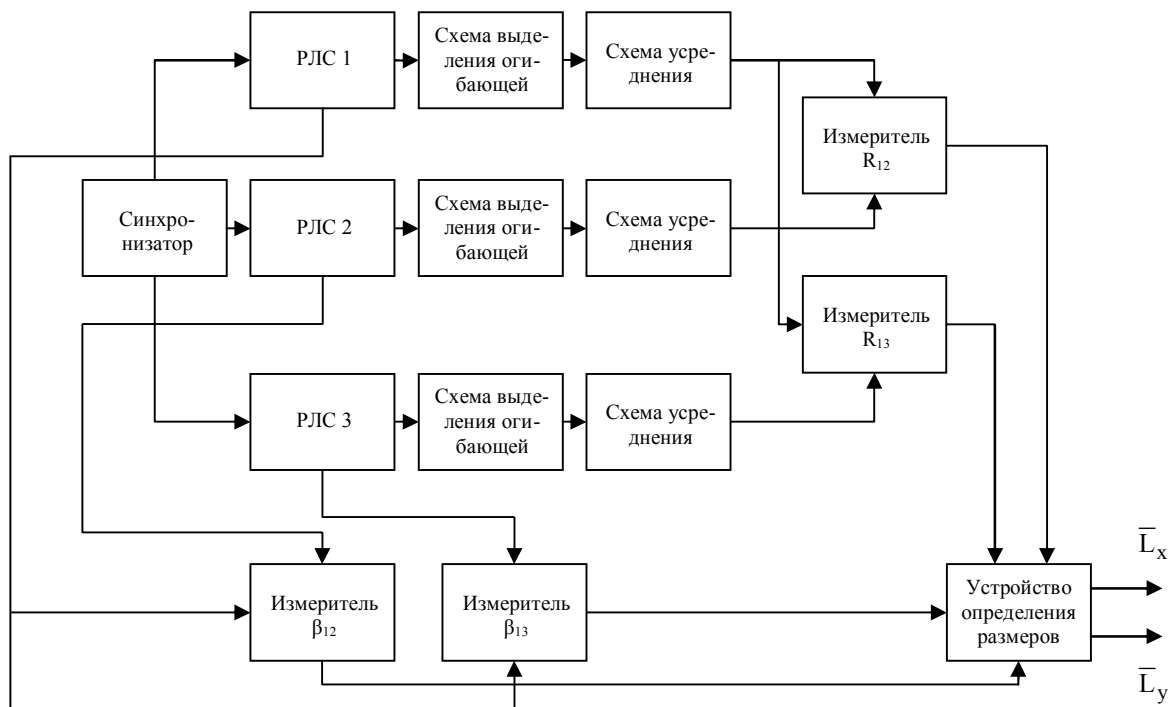 РЛС 1
Схема выде-
ления оги-
бающей
Схема усре-
днения
Измеритель
R₁₂
Синхро-
низатор
РЛС 2
Схема выде-
ления оги-
бающей
Схема усре-
днения
Измеритель
R₁₃
РЛС 3
Схема выде-
ления оги-
бающей
Схема усре-
днения
Измеритель
β₁₂
Измеритель
β₁₃
Устройство
определения
размеров
L̅x
L̅y